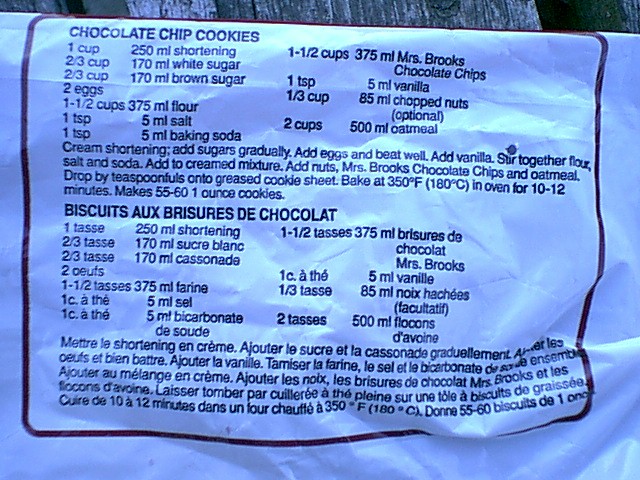 CHOCOLATE CHIP COOKIES
1 cup 250 ml shortening
2/3 cup 170 ml white sugar
2/3 cup 170 ml brown sugar
2 eggs
1-1/2 cups 375 ml flour
1 tsp 5 ml salt
1 tsp 5 ml baking soda
1-1/2 cups 375 ml Mrs. Brooks
Chocolate Chips
1 tsp 5 ml vanilla
1/3 cup 85 ml chopped nuts
(optional)
2 cups 500 ml oatmeal
Cream shortening; add sugars gradually. Add eggs and beat well. Add vanilla. Stir together flour,
salt and soda. Add to creamed mixture. Add nuts, Mrs. Brooks Chocolate Chips and oatmeal.
Drop by teaspoonfuls onto greased cookie sheet. Bake at 350°F (180°C) in oven for 10-12
minutes. Makes 55-60 1 ounce cookies.
BISCUITS AUX BRISURES DE CHOCOLAT
1 tasse 250 ml shortening
2/3 tasse 170 ml sucre blanc
2/3 tasse 170 ml cassonade
2 oeufs
1-1/2 tasses 375 ml farine
1c. à thé 5 ml sel
1c. à thé 5 ml bicarbonate
de soude
1-1/2 tasses 375 ml brisures de
chocolat
Mrs. Brooks
1c. à thé 5 ml vanille
1/3 tasse 85 ml noix hachées
(facultatif)
2 tasses 500 ml flocons
d'avoine
Mettre le shortening en crème. Ajouter le sucre et la cassonade graduellement. les
oeufs et bien battre. Ajouter la vanille. Tamiser la farine, le sel et le bicarbonate de soude
Ajouter au mélange en crème. Ajouter les noix, les brisures de chocolat Mrs. Brooks et les
flocons d'avoine. Laisser tomber par cuillerée à thé pleine sur une tôle à biscuits de graissée.
Cuire de 10 à 12 minutes dans un four chauffé à 350 ° F (180 ° C). Donne 55-60 biscuits de 1